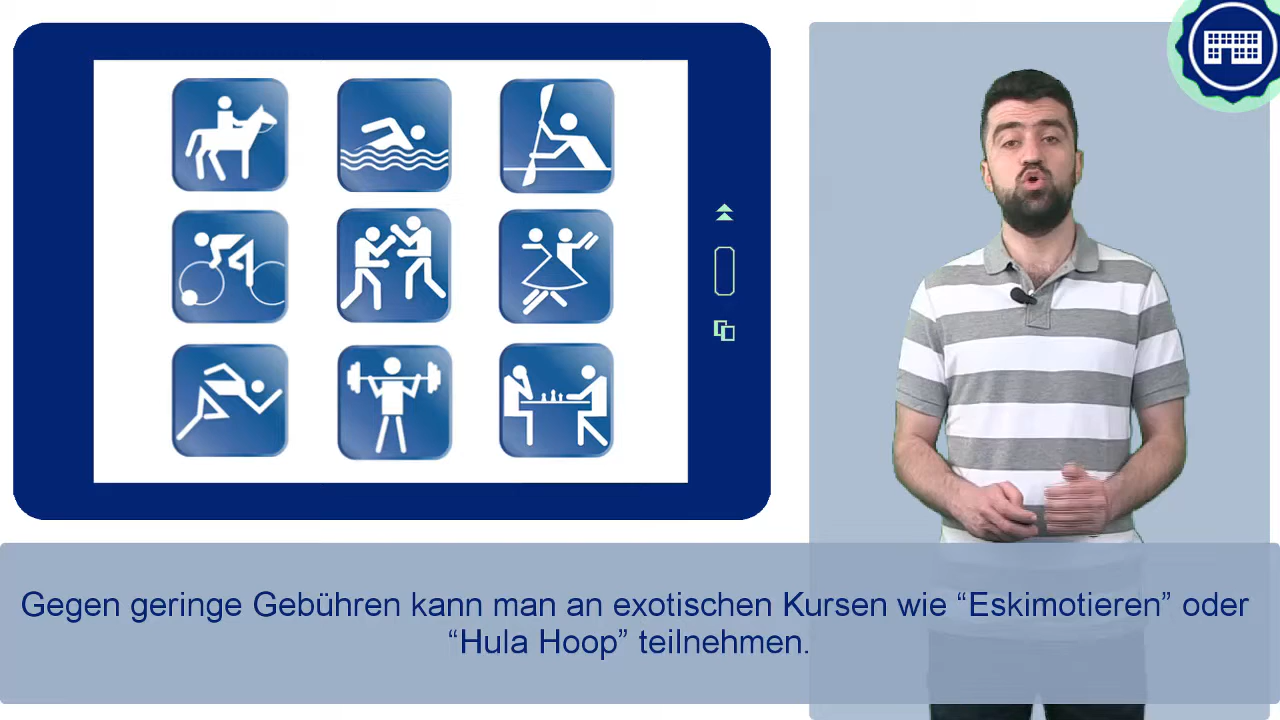 Gegen geringe Gebühren kann man an exotischen Kursen wie “Eskimotieren” oder
“Hula Hoop” teilnehmen.